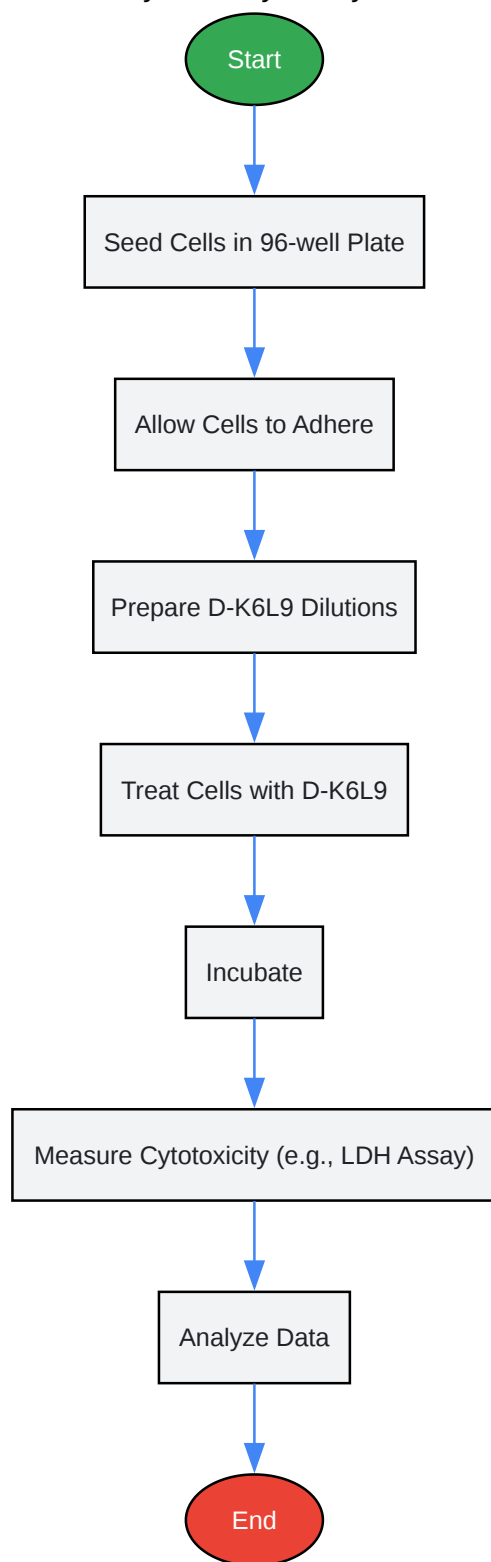 Start
Seed Cells in 96-well Plate
Allow Cells to Adhere
Prepare D-K6L9 Dilutions
Treat Cells with D-K6L9
Incubate
Measure Cytotoxicity (e.g., LDH Assay)
Analyze Data
End